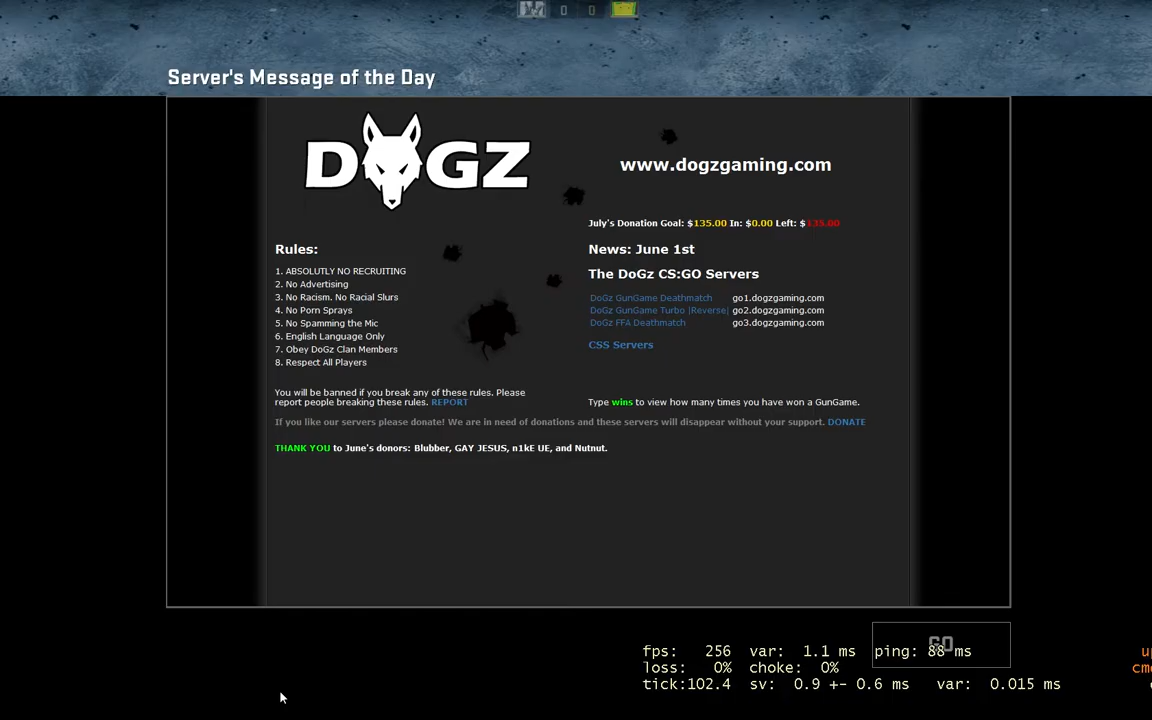 0 0
Server's Message of the Day
DOGZ
www.dogzgaming.com
July's Donation Goal: $135.00 In: $0.00 Left: $135.00
Rules:
1. ABSOLUTLY NO RECRUITING
2. No Advertising
3. No Racism. No Racial Slurs
4. No Porn Sprays
5. No Spamming the Mic
6. English Language Only
7. Obey DoGz Clan Members
8. Respect All Players
You will be banned if you break any of these rules. Please
report people breaking these rules. REPORT
News: June 1st
The DoGz CS:GO Servers
DoGz GunGame Deathmatch go1.dogzgaming.com
DoGz GunGame Turbo |Reverse| go2.dogzgaming.com
DoGz FFA Deathmatch go3.dogzgaming.com
CSS Servers
Type wins to view how many times you have won a GunGame.
If you like our servers please donate! We are in need of donations and these servers will disappear without your support. DONATE
THANK YOU to June's donors: Blubber, GAY JESUS, n1kE UE, and Nutnut.
GO
fps: 256 var: 1.1 ms ping: 88 ms
loss: 0% choke: 0%
tick:102.4 sv: 0.9 +- 0.6 ms var: 0.015 ms